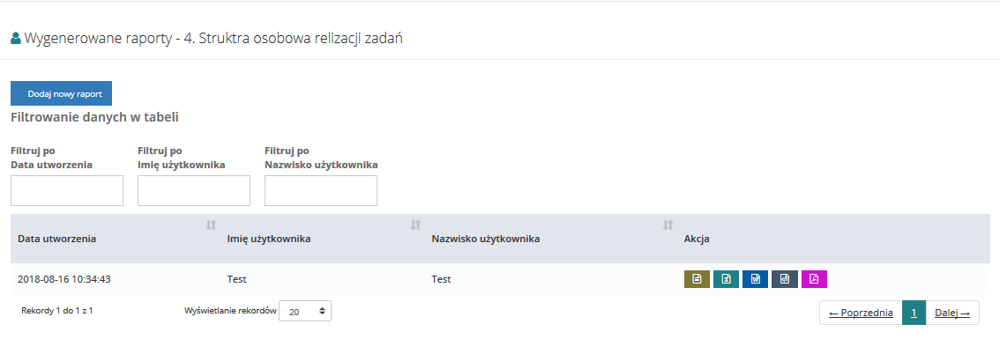 Wygenerowane raporty - 4. Struktra osobowa relizacji zadań
Dodaj nowy raport
Filtrowanie danych w tabeli
Filtruj po Filtruj po Filtruj po
Data utworzenia Imię użytkownika Nazwisko użytkownika
Data utworzenia Imię użytkownika Nazwisko użytkownika Akcja
2018-08-16 10:34:43 Test Test
Rekordy 1 do 1 z 1 Wyświetlanie rekordów 20 ← Poprzednia 1 Dalej →